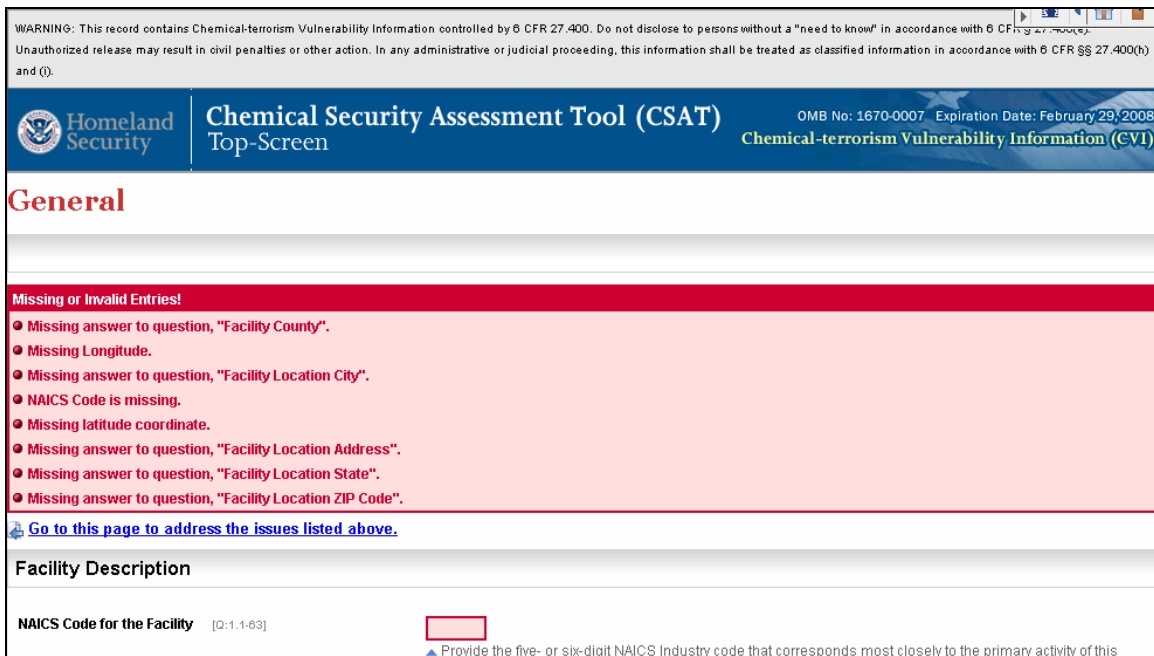 WARNING: This record contains Chemical-terrorism Vulnerability Information controlled by 6 CFR 27.400. Do not disclose to persons without a "need to know" in accordance with 6 CFR § 27.400(e).
Unauthorized release may result in civil penalties or other action. In any administrative or judicial proceeding, this information shall be treated as classified information in accordance with 6 CFR §§ 27.400(h)
and (i).
Homeland
Security
Chemical Security Assessment Tool (CSAT)
Top-Screen
OMB No: 1670-0007 Expiration Date: February 29, 2008
Chemical-terrorism Vulnerability Information (CVI)
General
Missing or Invalid Entries!
Missing answer to question, "Facility County".
Missing Longitude.
Missing answer to question, "Facility Location City".
NAICS Code is missing.
Missing latitude coordinate.
Missing answer to question, "Facility Location Address".
Missing answer to question, "Facility Location State".
Missing answer to question, "Facility Location ZIP Code".
Go to this page to address the issues listed above.
Facility Description
NAICS Code for the Facility [Q:1.1-63]
Provide the five- or six-digit NAICS Industry code that corresponds most closely to the primary activity of this